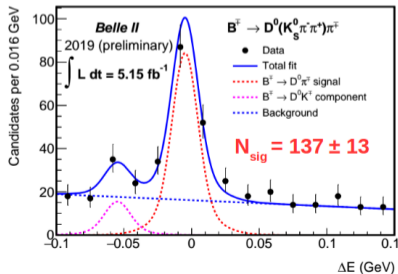 Candidates per 0.016 GeV
100
80
60
40
20
0
Belle II
2019 (preliminary)
∫ L dt = 5.15 fb⁻¹
B∓ → D⁰(K⁰S π⁻π⁺)π∓
Data
Total fit
B∓ → D⁰π∓ signal
B∓ → D⁰K∓ component
Background
Nsig = 137 ± 13
-0.1 -0.05 0 0.05 0.1
ΔE (GeV)